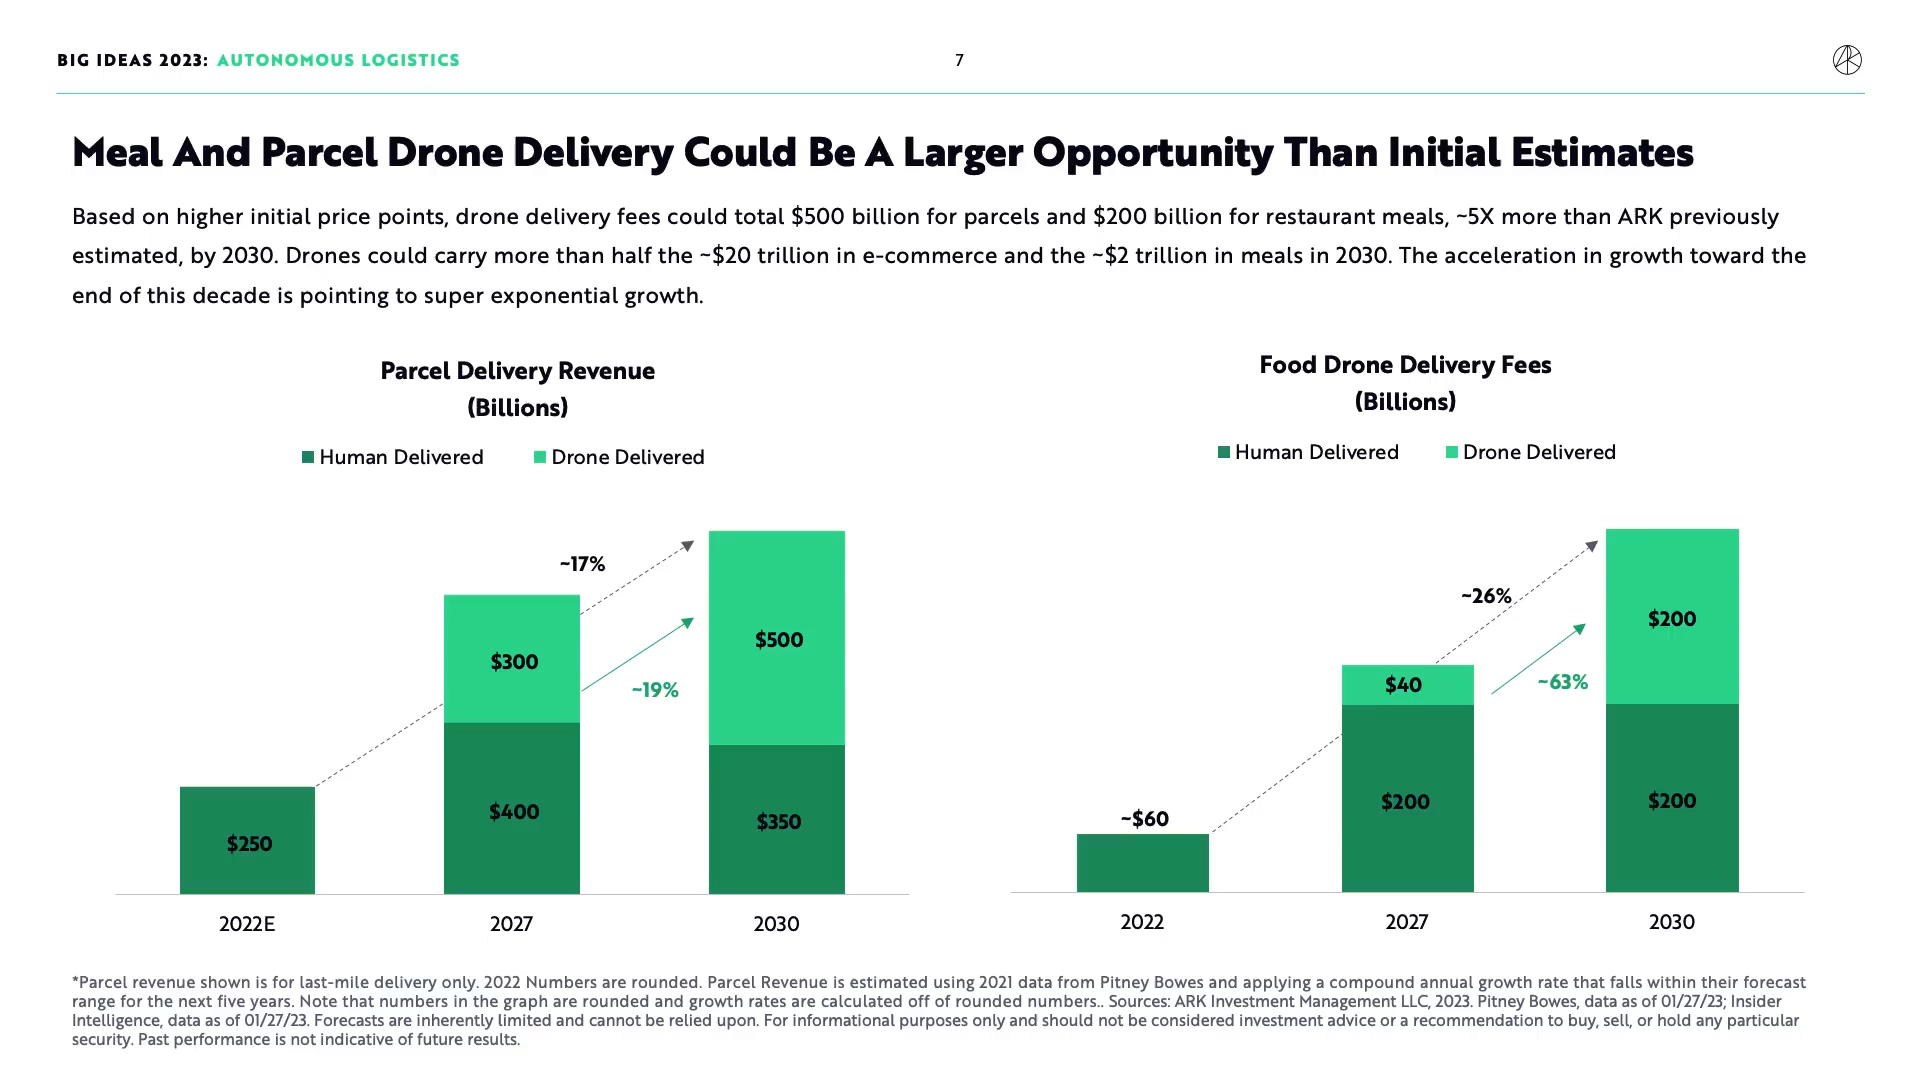 BIG IDEAS 2023: AUTONOMOUS LOGISTICS
7
Meal And Parcel Drone Delivery Could Be A Larger Opportunity Than Initial Estimates
Based on higher initial price points, drone delivery fees could total $500 billion for parcels and $200 billion for restaurant meals, ~5X more than ARK previously
estimated, by 2030. Drones could carry more than half the ~$20 trillion in e-commerce and the ~$2 trillion in meals in 2030. The acceleration in growth toward the
end of this decade is pointing to super exponential growth.
Parcel Delivery Revenue
(Billions)
Human Delivered
Drone Delivered
~17%
$300
$500
~19%
$250
$400
$350
2022E
2027
2030
Food Drone Delivery Fees
(Billions)
Human Delivered
Drone Delivered
~26%
$200
$40
~63%
~$60
$200
$200
2022
2027
2030
*Parcel revenue shown is for last-mile delivery only. 2022 Numbers are rounded. Parcel Revenue is estimated using 2021 data from Pitney Bowes and applying a compound annual growth rate that falls within their forecast
range for the next five years. Note that numbers in the graph are rounded and growth rates are calculated off of rounded numbers.. Sources: ARK Investment Management LLC, 2023. Pitney Bowes, data as of 01/27/23; Insider
Intelligence, data as of 01/27/23. Forecasts are inherently limited and cannot be relied upon. For informational purposes only and should not be considered investment advice or a recommendation to buy, sell, or hold any particular
security. Past performance is not indicative of future results.